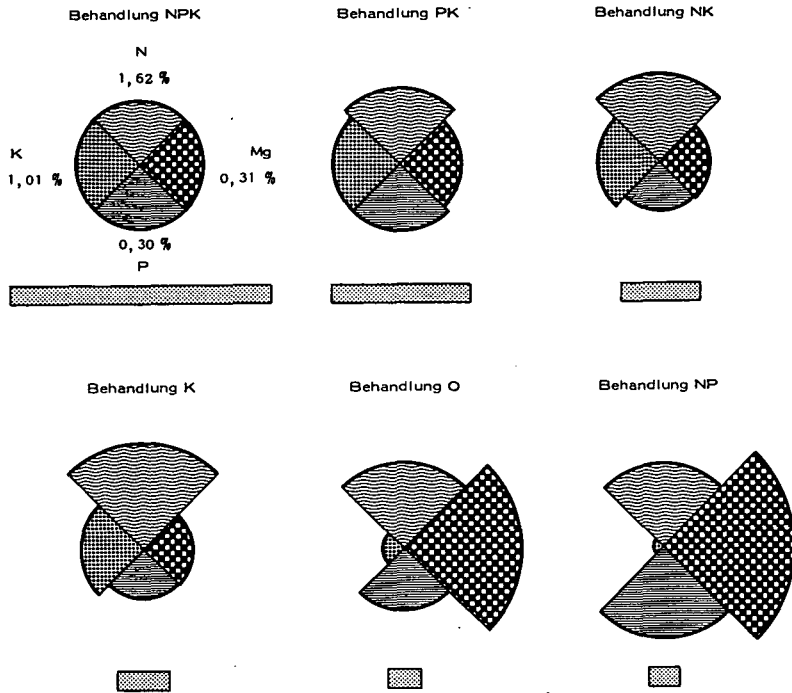 Behandlung NPK
Behandlung PK
Behandlung NK
N
1,62 %
K
1,01 %
Mg
0,31 %
0,30 %
P
Behandlung K
Behandlung O
Behandlung NP